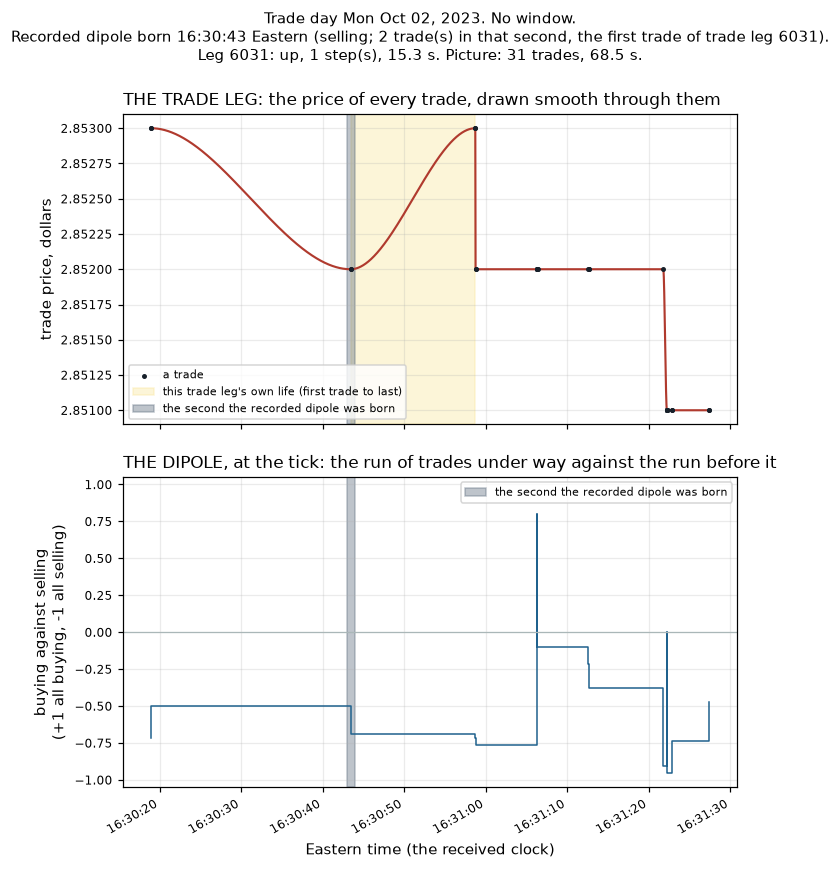 Trade day Mon Oct 02, 2023. No window.
Recorded dipole born 16:30:43 Eastern (selling; 2 trade(s) in that second, the first trade of trade leg 6031).
Leg 6031: up, 1 step(s), 15.3 s. Picture: 31 trades, 68.5 s.
THE TRADE LEG: the price of every trade, drawn smooth through them
trade price, dollars
2.85300
2.85275
2.85250
2.85225
2.85200
2.85175
2.85150
2.85125
2.85100
a trade
this trade leg's own life (first trade to last)
the second the recorded dipole was born
THE DIPOLE, at the tick: the run of trades under way against the run before it
buying against selling
(+1 all buying, -1 all selling)
1.00
0.75
0.50
0.25
0.00
−0.25
−0.50
−0.75
−1.00
the second the recorded dipole was born
16:30:20
16:30:30
16:30:40
16:30:50
16:31:00
16:31:10
16:31:20
16:31:30
Eastern time (the received clock)